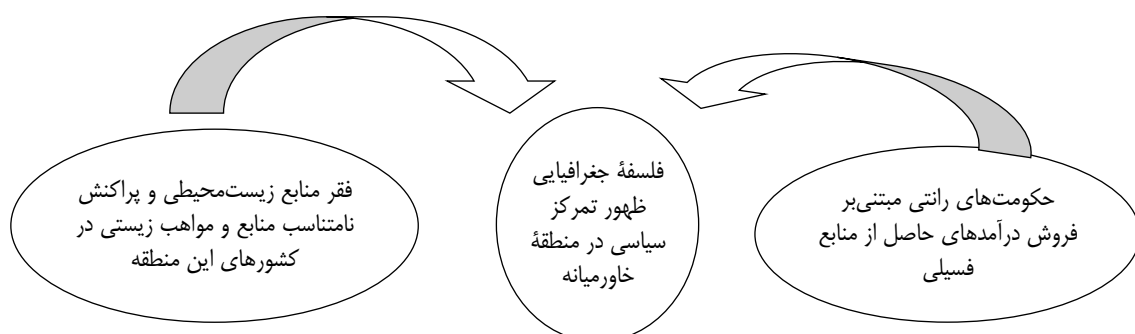 حکومت‌های رانتی مبتنی‌بر
فروش درآمدهای حاصل از منابع
فسیلی
فلسفهٔ جغرافیایی
ظهور تمرکز
سیاسی در منطقهٔ
خاورمیانه
فقر منابع زیست‌محیطی و پراکنش
نامتناسب منابع و مواهب زیستی در
کشورهای این منطقه